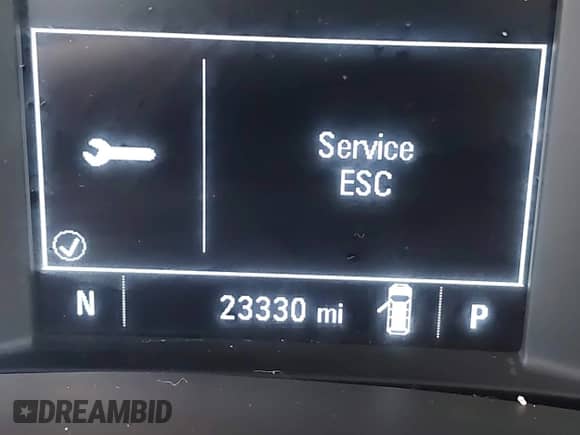 Service
ESC
N 23330 mi P
DREAMBID